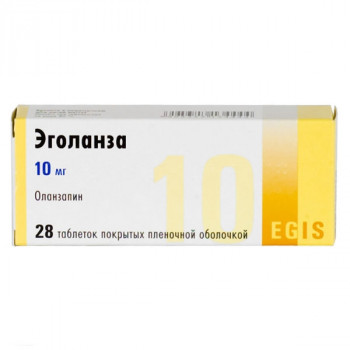 Эголанза
10 мг
Оланзапин
10
EGIS
28 таблеток покрытых пленочной оболочкой